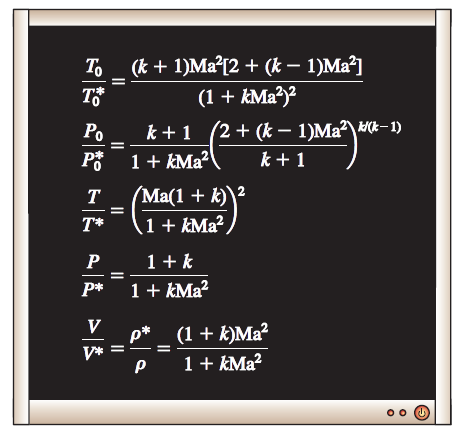 T₀/T₀* = (k + 1)Ma²[2 + (k − 1)Ma²] / (1 + kMa²)²
P₀/P₀* = (k + 1)/(1 + kMa²) ((2 + (k − 1)Ma²)/(k + 1))^(k/(k − 1))
T/T* = (Ma(1 + k)/(1 + kMa²))²
P/P* = (1 + k)/(1 + kMa²)
V/V* = ρ*/ρ = (1 + k)Ma²/(1 + kMa²)